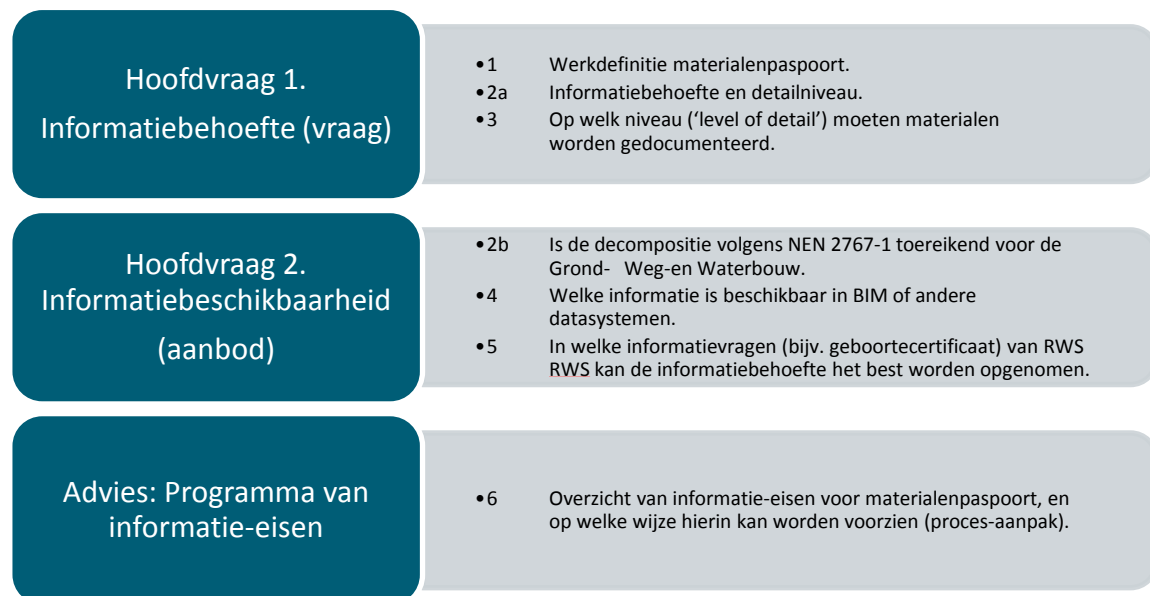 Hoofdvraag 1.
Informatiebehoefte (vraag)
•1 Werkdefinitie materialenpaspoort.
•2a Informatiebehoefte en detailniveau.
•3 Op welk niveau (‘level of detail’) moeten materialen
worden gedocumenteerd.
Hoofdvraag 2.
Informatiebeschikbaarheid
(aanbod)
•2b Is de decompositie volgens NEN 2767-1 toereikend voor de
Grond- Weg-en Waterbouw.
•4 Welke informatie is beschikbaar in BIM of andere
datasystemen.
•5 In welke informatievragen (bijv. geboortecertificaat) van RWS
RWS kan de informatiebehoefte het best worden opgenomen.
Advies: Programma van
informatie-eisen
•6 Overzicht van informatie-eisen voor materialenpaspoort, en
op welke wijze hierin kan worden voorzien (proces-aanpak).